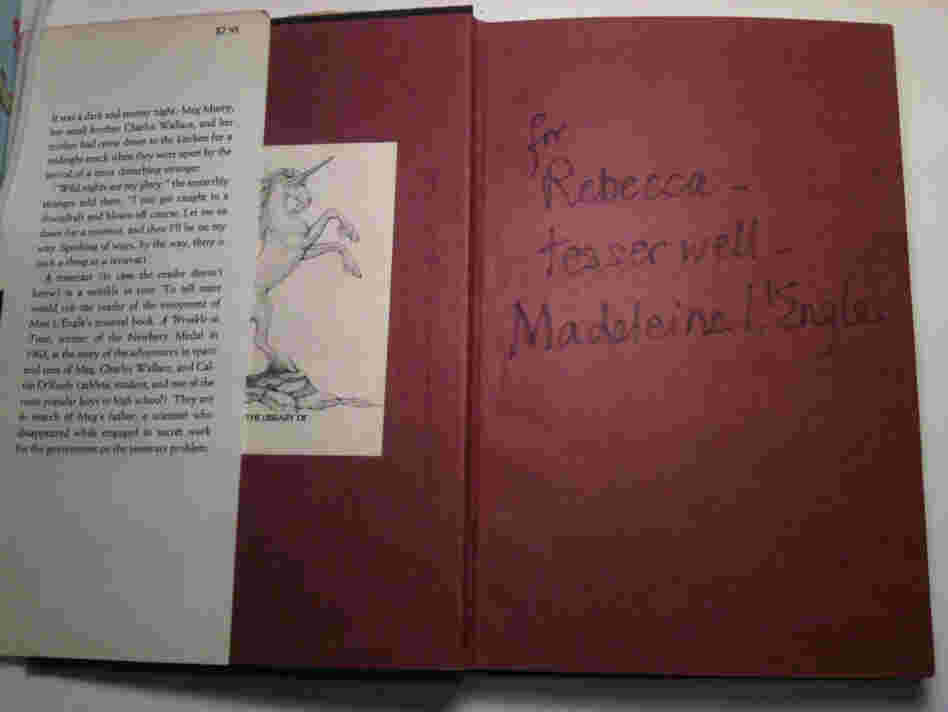 $7.95
It was a dark and stormy night; Meg Murry,
her small brother Charles Wallace, and her
mother had come down to the kitchen for a
midnight snack when they were upset by the
arrival of a most disturbing stranger.
"Wild nights are my glory," the unearthly
stranger told them. "I just got caught in a
downdraft and blown off course. Let me sit
down for a moment, and then I'll be on my
way. Speaking of ways, by the way, there is
such a thing as a tesseract."
A tesseract (in case the reader doesn't
know) is a wrinkle in time. To tell more
would rob the reader of the enjoyment of
Miss L'Engle's unusual book. A Wrinkle in
Time, winner of the Newbery Medal in
1963, is the story of the adventures in space
and time of Meg, Charles Wallace, and Cal-
vin O'Keefe (athlete, student, and one of the
most popular boys in high school). They are
in search of Meg's father, a scientist who
disappeared while engaged in secret work
for the government on the tesseract problem.
THE LIBRARY OF
for
Rebecca -
tesser well -
Madeleine L'Engle